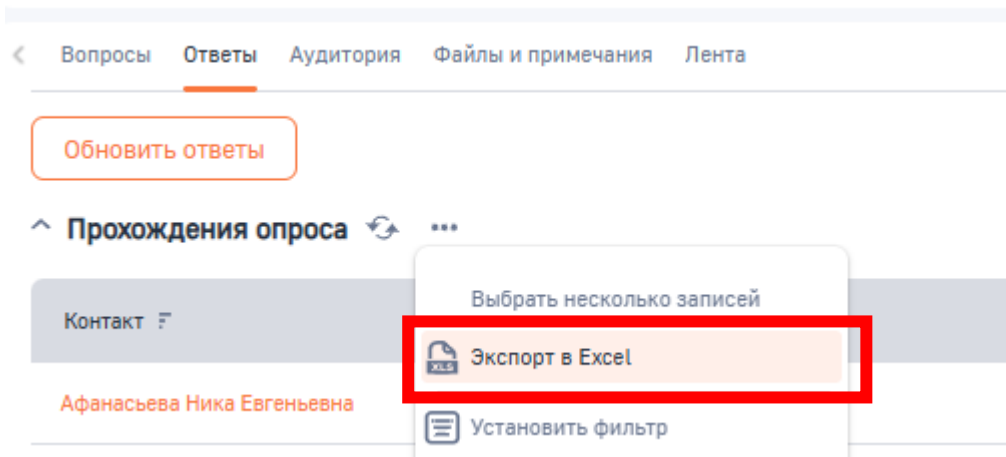 Вопросы Ответы Аудитория Файлы и примечания Лента
Обновить ответы
Прохождения опроса
Выбрать несколько записей
Контакт
XLS Экспорт в Excel
Афанасьева Ника Евгеньевна
Установить фильтр